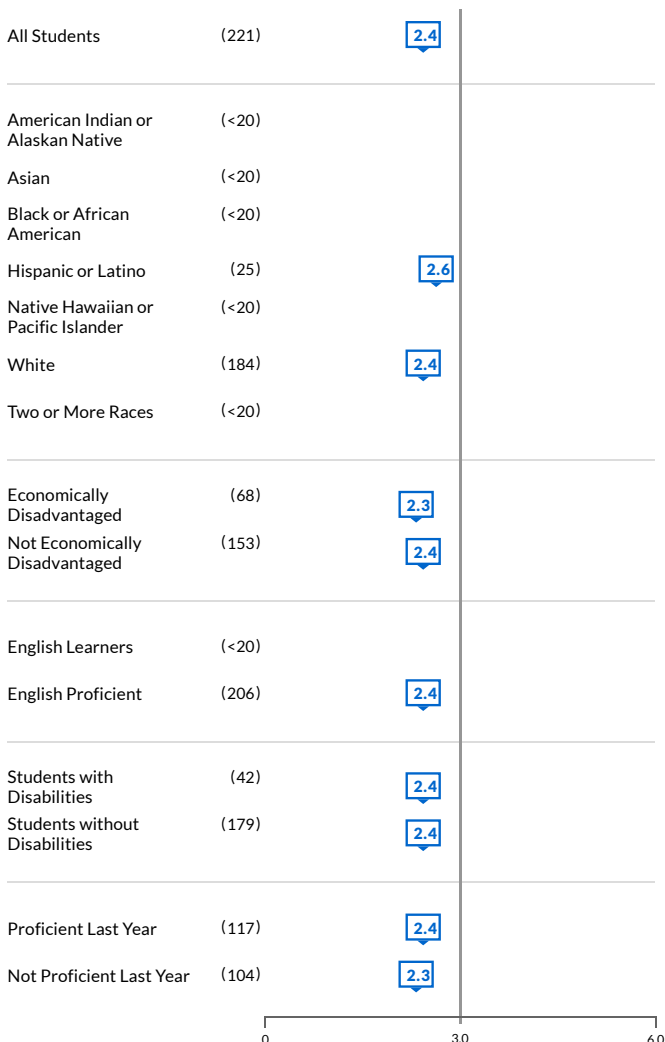 All Students (221) 2.4
American Indian or (<20)
Alaskan Native
Asian (<20)
Black or African (<20)
American
Hispanic or Latino (25) 2.6
Native Hawaiian or (<20)
Pacific Islander
White (184) 2.4
Two or More Races (<20)
Economically (68) 2.3
Disadvantaged
Not Economically (153) 2.4
Disadvantaged
English Learners (<20)
English Proficient (206) 2.4
Students with (42) 2.4
Disabilities
Students without (179) 2.4
Disabilities
Proficient Last Year (117) 2.4
Not Proficient Last Year (104) 2.3
0 3.0 6.0